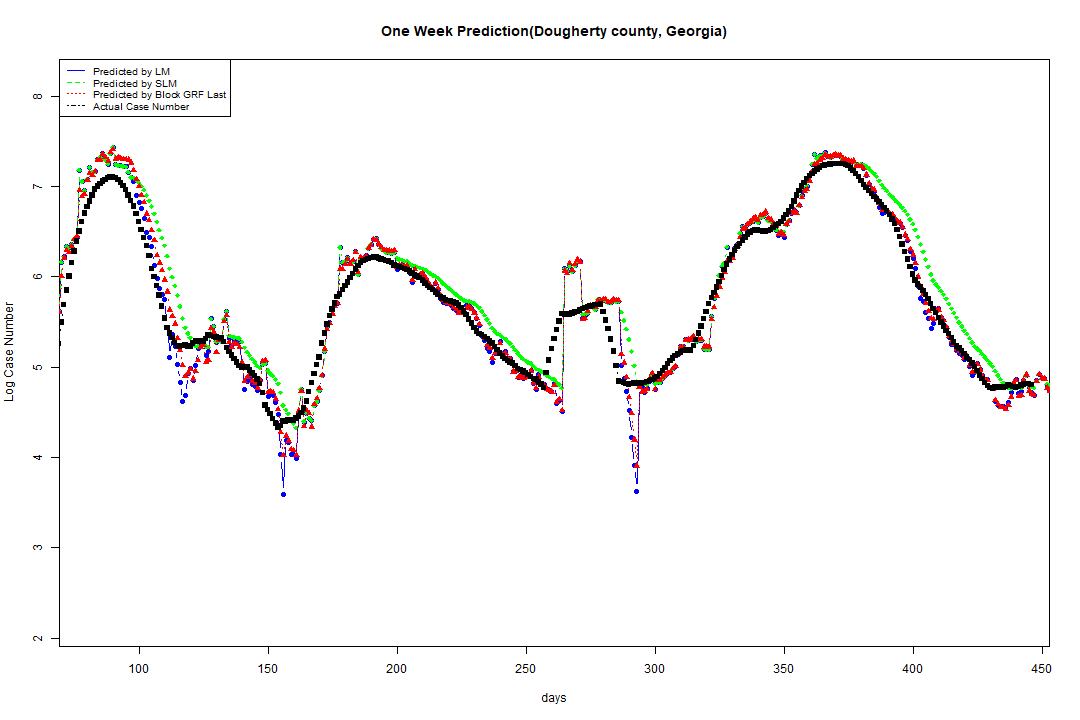 One Week Prediction(Dougherty county, Georgia)
Predicted by LM
Predicted by SLM
Predicted by Block GRF Last
Actual Case Number
8
7
6
5
4
3
2
Log Case Number
100 150 200 250 300 350 400 450
days